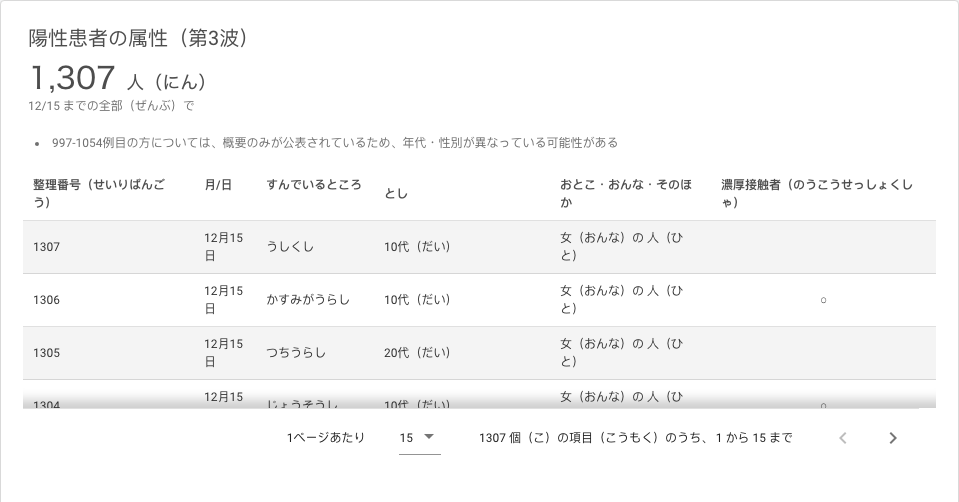 陽性患者の属性（第3波）
1,307 人（にん）
12/15 までの全部（ぜんぶ）で
• 997-1054例目の方については、概要のみが公表されているため、年代・性別が異なっている可能性がある
整理番号（せいりばんごう） 月/日 すんでいるところ とし おとこ・おんな・そのほか 濃厚接触者（のうこうせっしょくしゃ）
1307 12月15日 うしくし 10代（だい） 女（おんな）の 人（ひと）
1306 12月15日 かすみがうらし 10代（だい） 女（おんな）の 人（ひと） ○
1305 12月15日 つちうらし 20代（だい） 女（おんな）の 人（ひと）
1304 12月15 じょうそうし 10代（だい） 女（おんな）の 人（ひ ○
1ページあたり 15 1307 個（こ）の項目（こうもく）のうち、1 から 15 まで